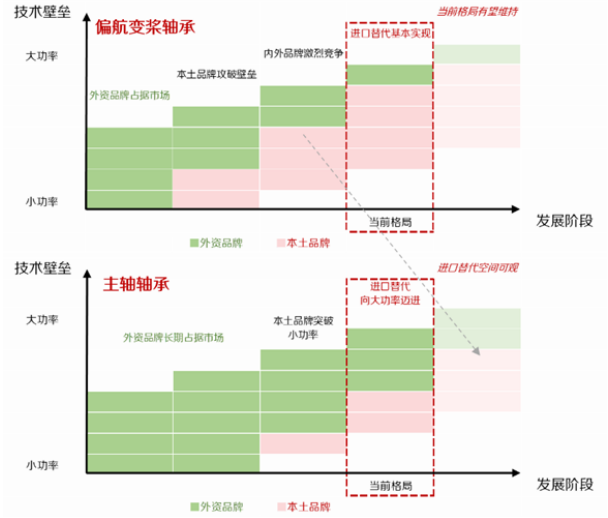 技术壁垒
偏航变桨轴承
当前格局有望维持
进口替代基本实现
大功率
内外品牌激烈竞争
本土品牌攻破壁垒
外资品牌占据市场
小功率
当前格局
发展阶段
外资品牌
本土品牌
技术壁垒
主轴轴承
进口替代空间可观
进口替代
向大功率迈进
大功率
本土品牌突破
小功率
外资品牌长期占据市场
小功率
当前格局
发展阶段
外资品牌
本土品牌